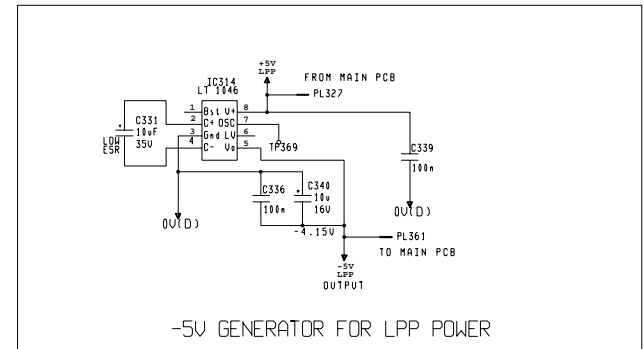 +5V
LPP
FROM MAIN PCB
PL327
IC314
LT 1046
1 Bst V+ 8
2 C+ OSC 7
3 Gnd LV 6
4 C- Vo 5
C331
10uF
35V
LOW
ESR
TP369
C339
100n
C336
100n
C340
10u
16V
0V(D)
0V(D)
-4.15V
PL361
TO MAIN PCB
-5V
LPP
OUTPUT
-5V GENERATOR FOR LPP POWER